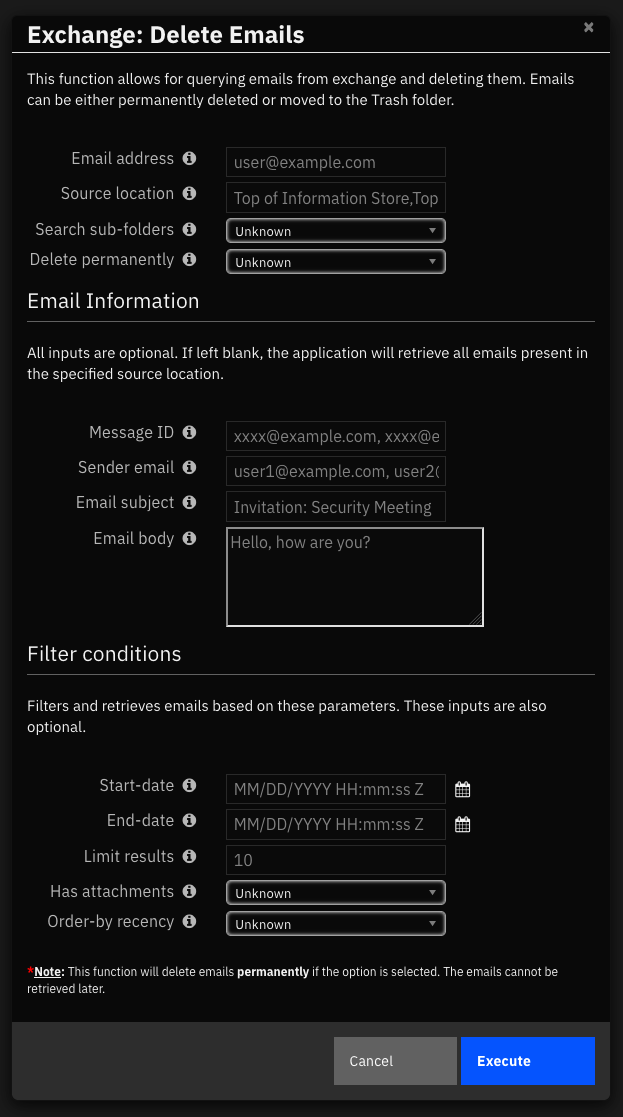 Exchange: Delete Emails
This function allows for querying emails from exchange and deleting them. Emails
can be either permanently deleted or moved to the Trash folder.
Email address user@example.com
Source location Top of Information Store,Top
Search sub-folders Unknown
Delete permanently Unknown
Email Information
All inputs are optional. If left blank, the application will retrieve all emails present in
the specified source location.
Message ID xxxx@example.com, xxxx@e
Sender email user1@example.com, user2(
Email subject Invitation: Security Meeting
Email body Hello, how are you?
Filter conditions
Filters and retrieves emails based on these parameters. These inputs are also
optional.
Start-date MM/DD/YYYY HH:mm:ss Z
End-date MM/DD/YYYY HH:mm:ss Z
Limit results 10
Has attachments Unknown
Order-by recency Unknown
*Note: This function will delete emails permanently if the option is selected. The emails cannot be
retrieved later.
Cancel Execute